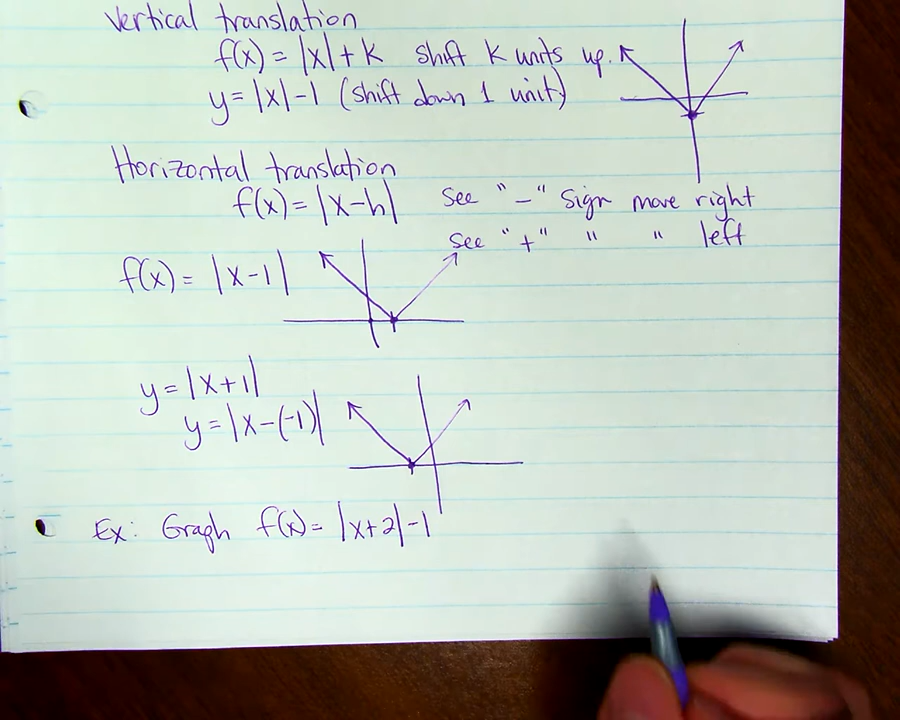 Vertical translation
f(x) = |x| + k shift k units up.
y = |x| - 1 (shift down 1 unit)
Horizontal translation
f(x) = |x-h| see "-" sign move right
see "+" " " left
f(x) = |x-1|
y = |x+1|
y = |x-(-1)|
Ex: Graph f(x) = |x+2|-1